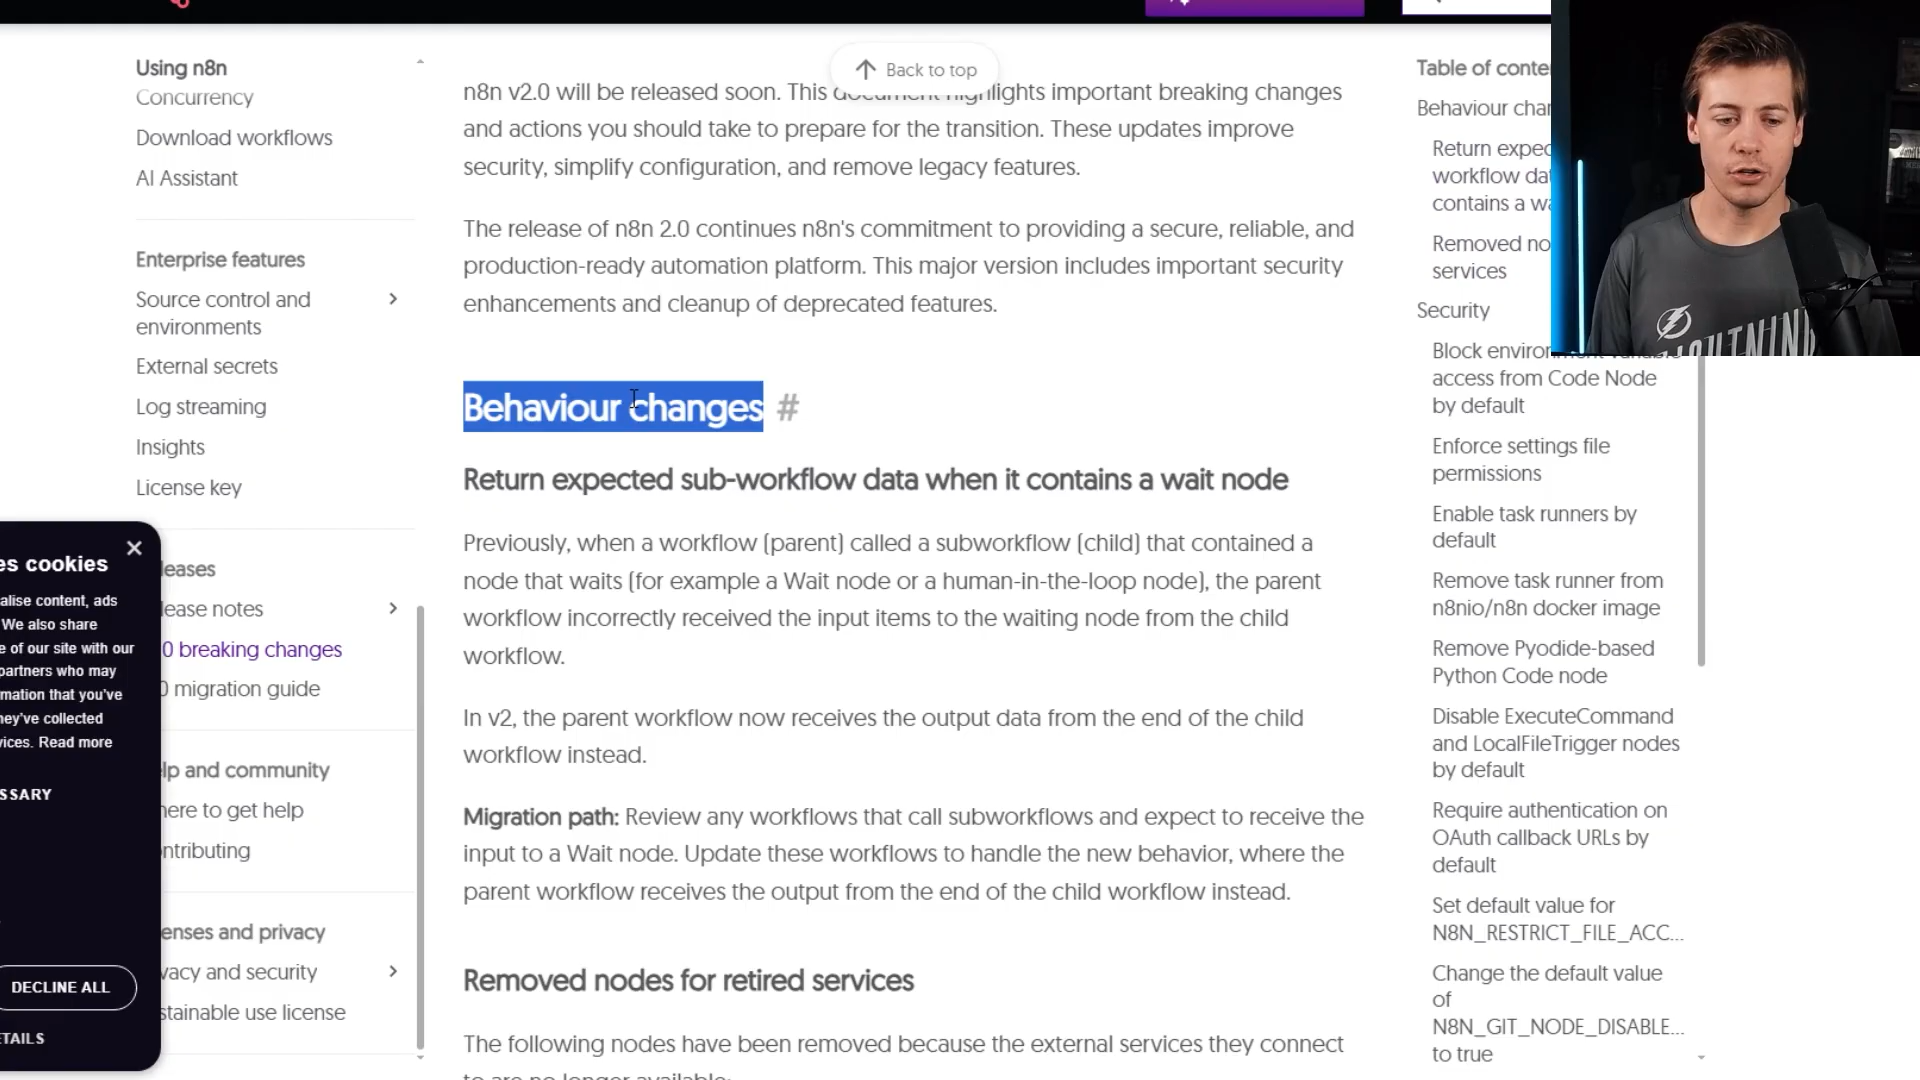 Using n8n
Concurrency
Download workflows
AI Assistant
Enterprise features
Source control and
environments
External secrets
Log streaming
Insights
License key
leases
lease notes
0 breaking changes
0 migration guide
lp and community
here to get help
ntributing
enses and privacy
vacy and security
stainable use license
es cookies
alise content, ads
We also share
e of our site with our
partners who may
mation that you've
hey've collected
vices. Read more
SSARY
DECLINE ALL
ETAILS
Back to top
n8n v2.0 will be released soon. This document highlights important breaking changes
and actions you should take to prepare for the transition. These updates improve
security, simplify configuration, and remove legacy features.
The release of n8n 2.0 continues n8n's commitment to providing a secure, reliable, and
production-ready automation platform. This major version includes important security
enhancements and cleanup of deprecated features.
Behaviour changes #
Return expected sub-workflow data when it contains a wait node
Previously, when a workflow (parent) called a subworkflow (child) that contained a
node that waits (for example a Wait node or a human-in-the-loop node), the parent
workflow incorrectly received the input items to the waiting node from the child
workflow.
In v2, the parent workflow now receives the output data from the end of the child
workflow instead.
Migration path: Review any workflows that call subworkflows and expect to receive the
input to a Wait node. Update these workflows to handle the new behavior, where the
parent workflow receives the output from the end of the child workflow instead.
Removed nodes for retired services
The following nodes have been removed because the external services they connect
to are no longer available:
Table of conte
Behaviour char
Return expec
workflow da
contains a wa
Removed no
services
Security
Block environment variable
access from Code Node
by default
Enforce settings file
permissions
Enable task runners by
default
Remove task runner from
n8nio/n8n docker image
Remove Pyodide-based
Python Code node
Disable ExecuteCommand
and LocalFileTrigger nodes
by default
Require authentication on
OAuth callback URLs by
default
Set default value for
N8N_RESTRICT_FILE_ACC...
Change the default value
of
N8N_GIT_NODE_DISABLE...
to true
LIGHTNING